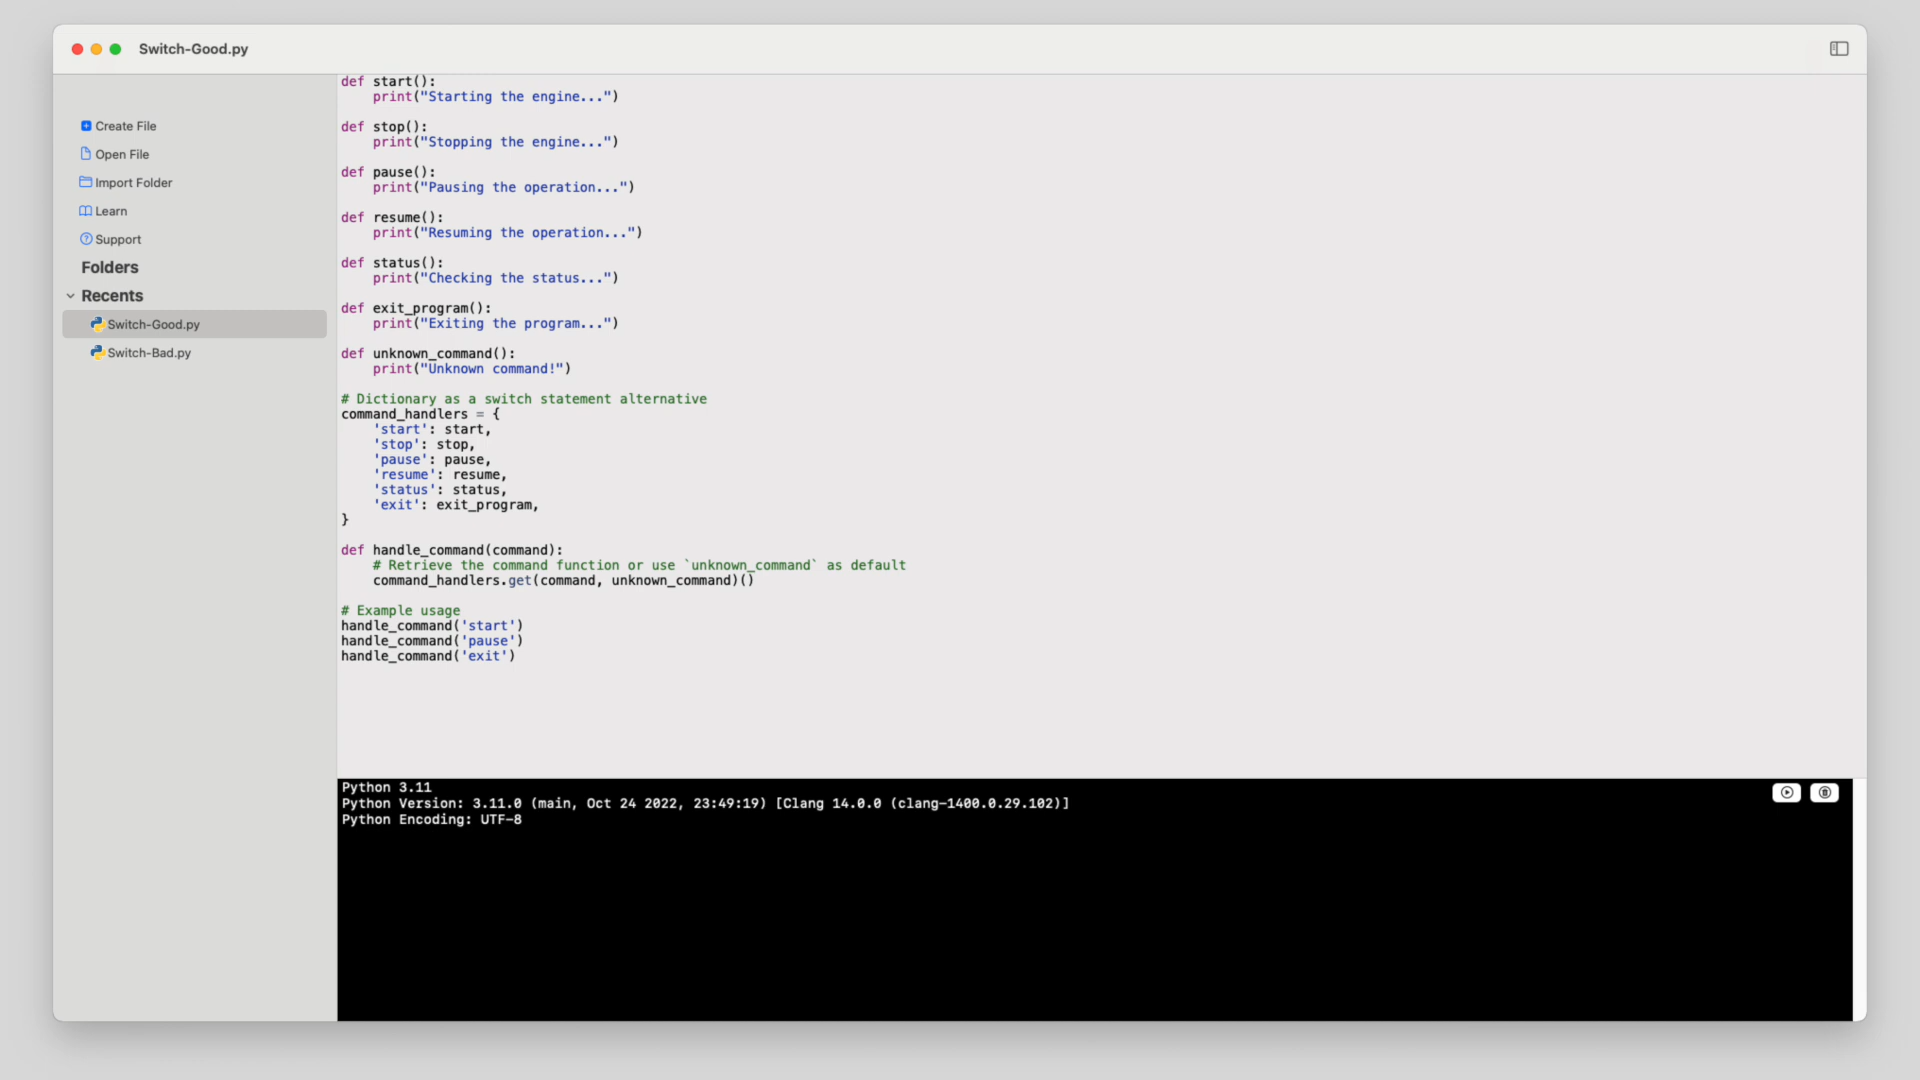 Switch-Good.py
Create File
Open File
Import Folder
Learn
Support
Folders
Recents
Switch-Good.py
Switch-Bad.py
def start():
    print("Starting the engine...")

def stop():
    print("Stopping the engine...")

def pause():
    print("Pausing the operation...")

def resume():
    print("Resuming the operation...")

def status():
    print("Checking the status...")

def exit_program():
    print("Exiting the program...")

def unknown_command():
    print("Unknown command!")

# Dictionary as a switch statement alternative
command_handlers = {
    'start': start,
    'stop': stop,
    'pause': pause,
    'resume': resume,
    'status': status,
    'exit': exit_program,
}

def handle_command(command):
    # Retrieve the command function or use `unknown_command` as default
    command_handlers.get(command, unknown_command)()

# Example usage
handle_command('start')
handle_command('pause')
handle_command('exit')
Python 3.11
Python Version: 3.11.0 (main, Oct 24 2022, 23:49:19) [Clang 14.0.0 (clang-1400.0.29.102)]
Python Encoding: UTF-8